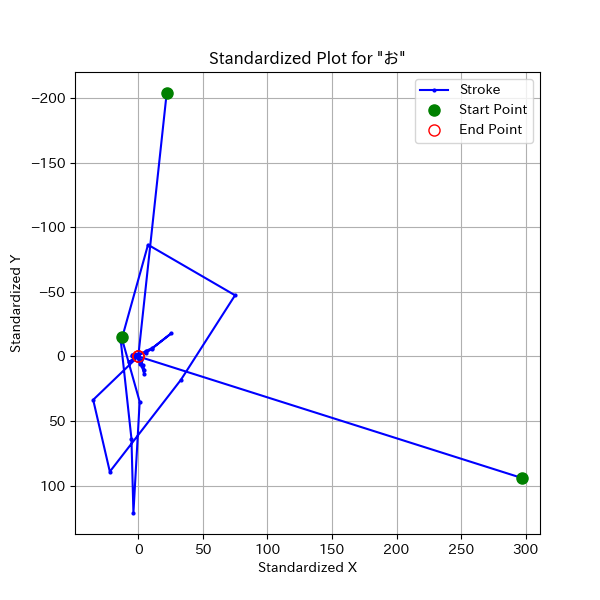 Standardized Plot for "お"
Stroke
Start Point
End Point
Standardized Y
−200
−150
−100
−50
0
50
100
0 50 100 150 200 250 300
Standardized X